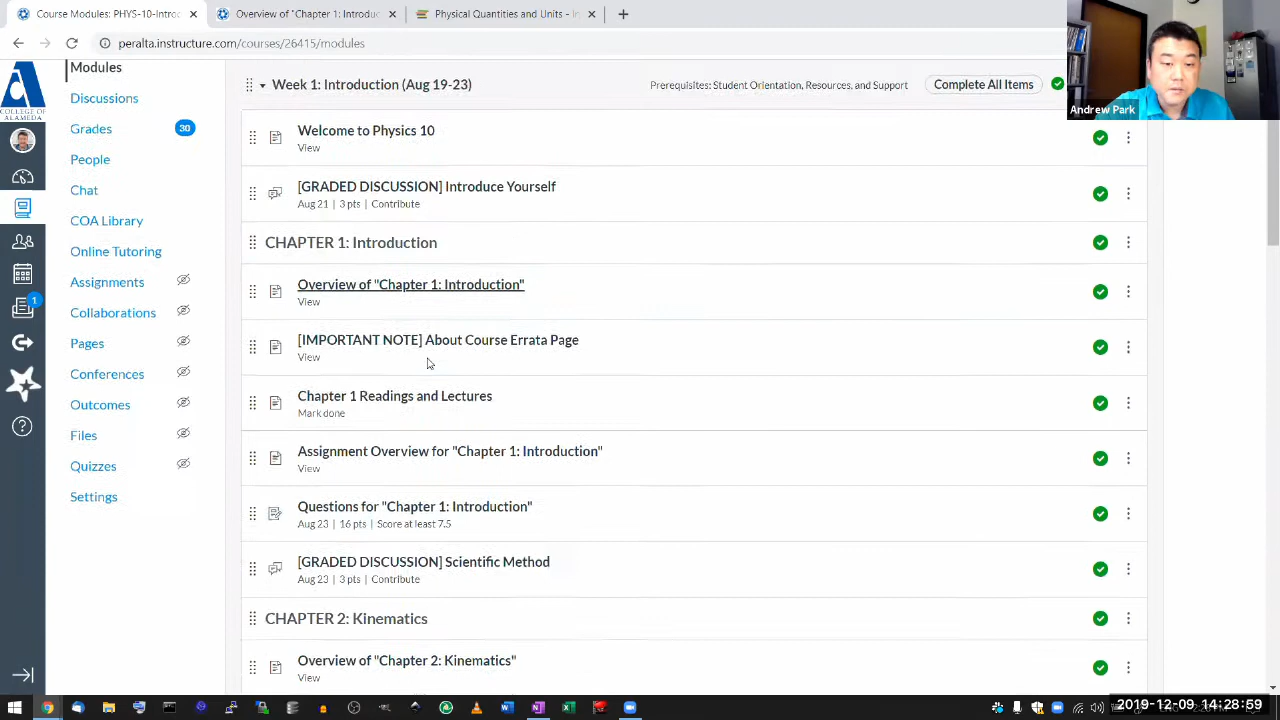 Course Modules: PHYS-10-Introc
Overview of "Chapter 1: Introduc
Physical Quantities and Units - Ir
peralta.instructure.com/courses/26415/modules
Andrew Park
COLLEGE OF
ALAMEDA
Modules
Discussions
Grades
30
People
Chat
COA Library
Online Tutoring
Assignments
Collaborations
1
Pages
Conferences
Outcomes
Files
Quizzes
Settings
Week 1: Introduction (Aug 19-23)
Prerequisites: Student Orientation, Resources, and Support
Complete All Items
Welcome to Physics 10
View
[GRADED DISCUSSION] Introduce Yourself
Aug 21 | 3 pts | Contribute
CHAPTER 1: Introduction
Overview of "Chapter 1: Introduction"
View
[IMPORTANT NOTE] About Course Errata Page
View
Chapter 1 Readings and Lectures
Mark done
Assignment Overview for "Chapter 1: Introduction"
View
Questions for "Chapter 1: Introduction"
Aug 23 | 16 pts | Score at least 7.5
[GRADED DISCUSSION] Scientific Method
Aug 23 | 3 pts | Contribute
CHAPTER 2: Kinematics
Overview of "Chapter 2: Kinematics"
View
2019-12-09 14:28:59